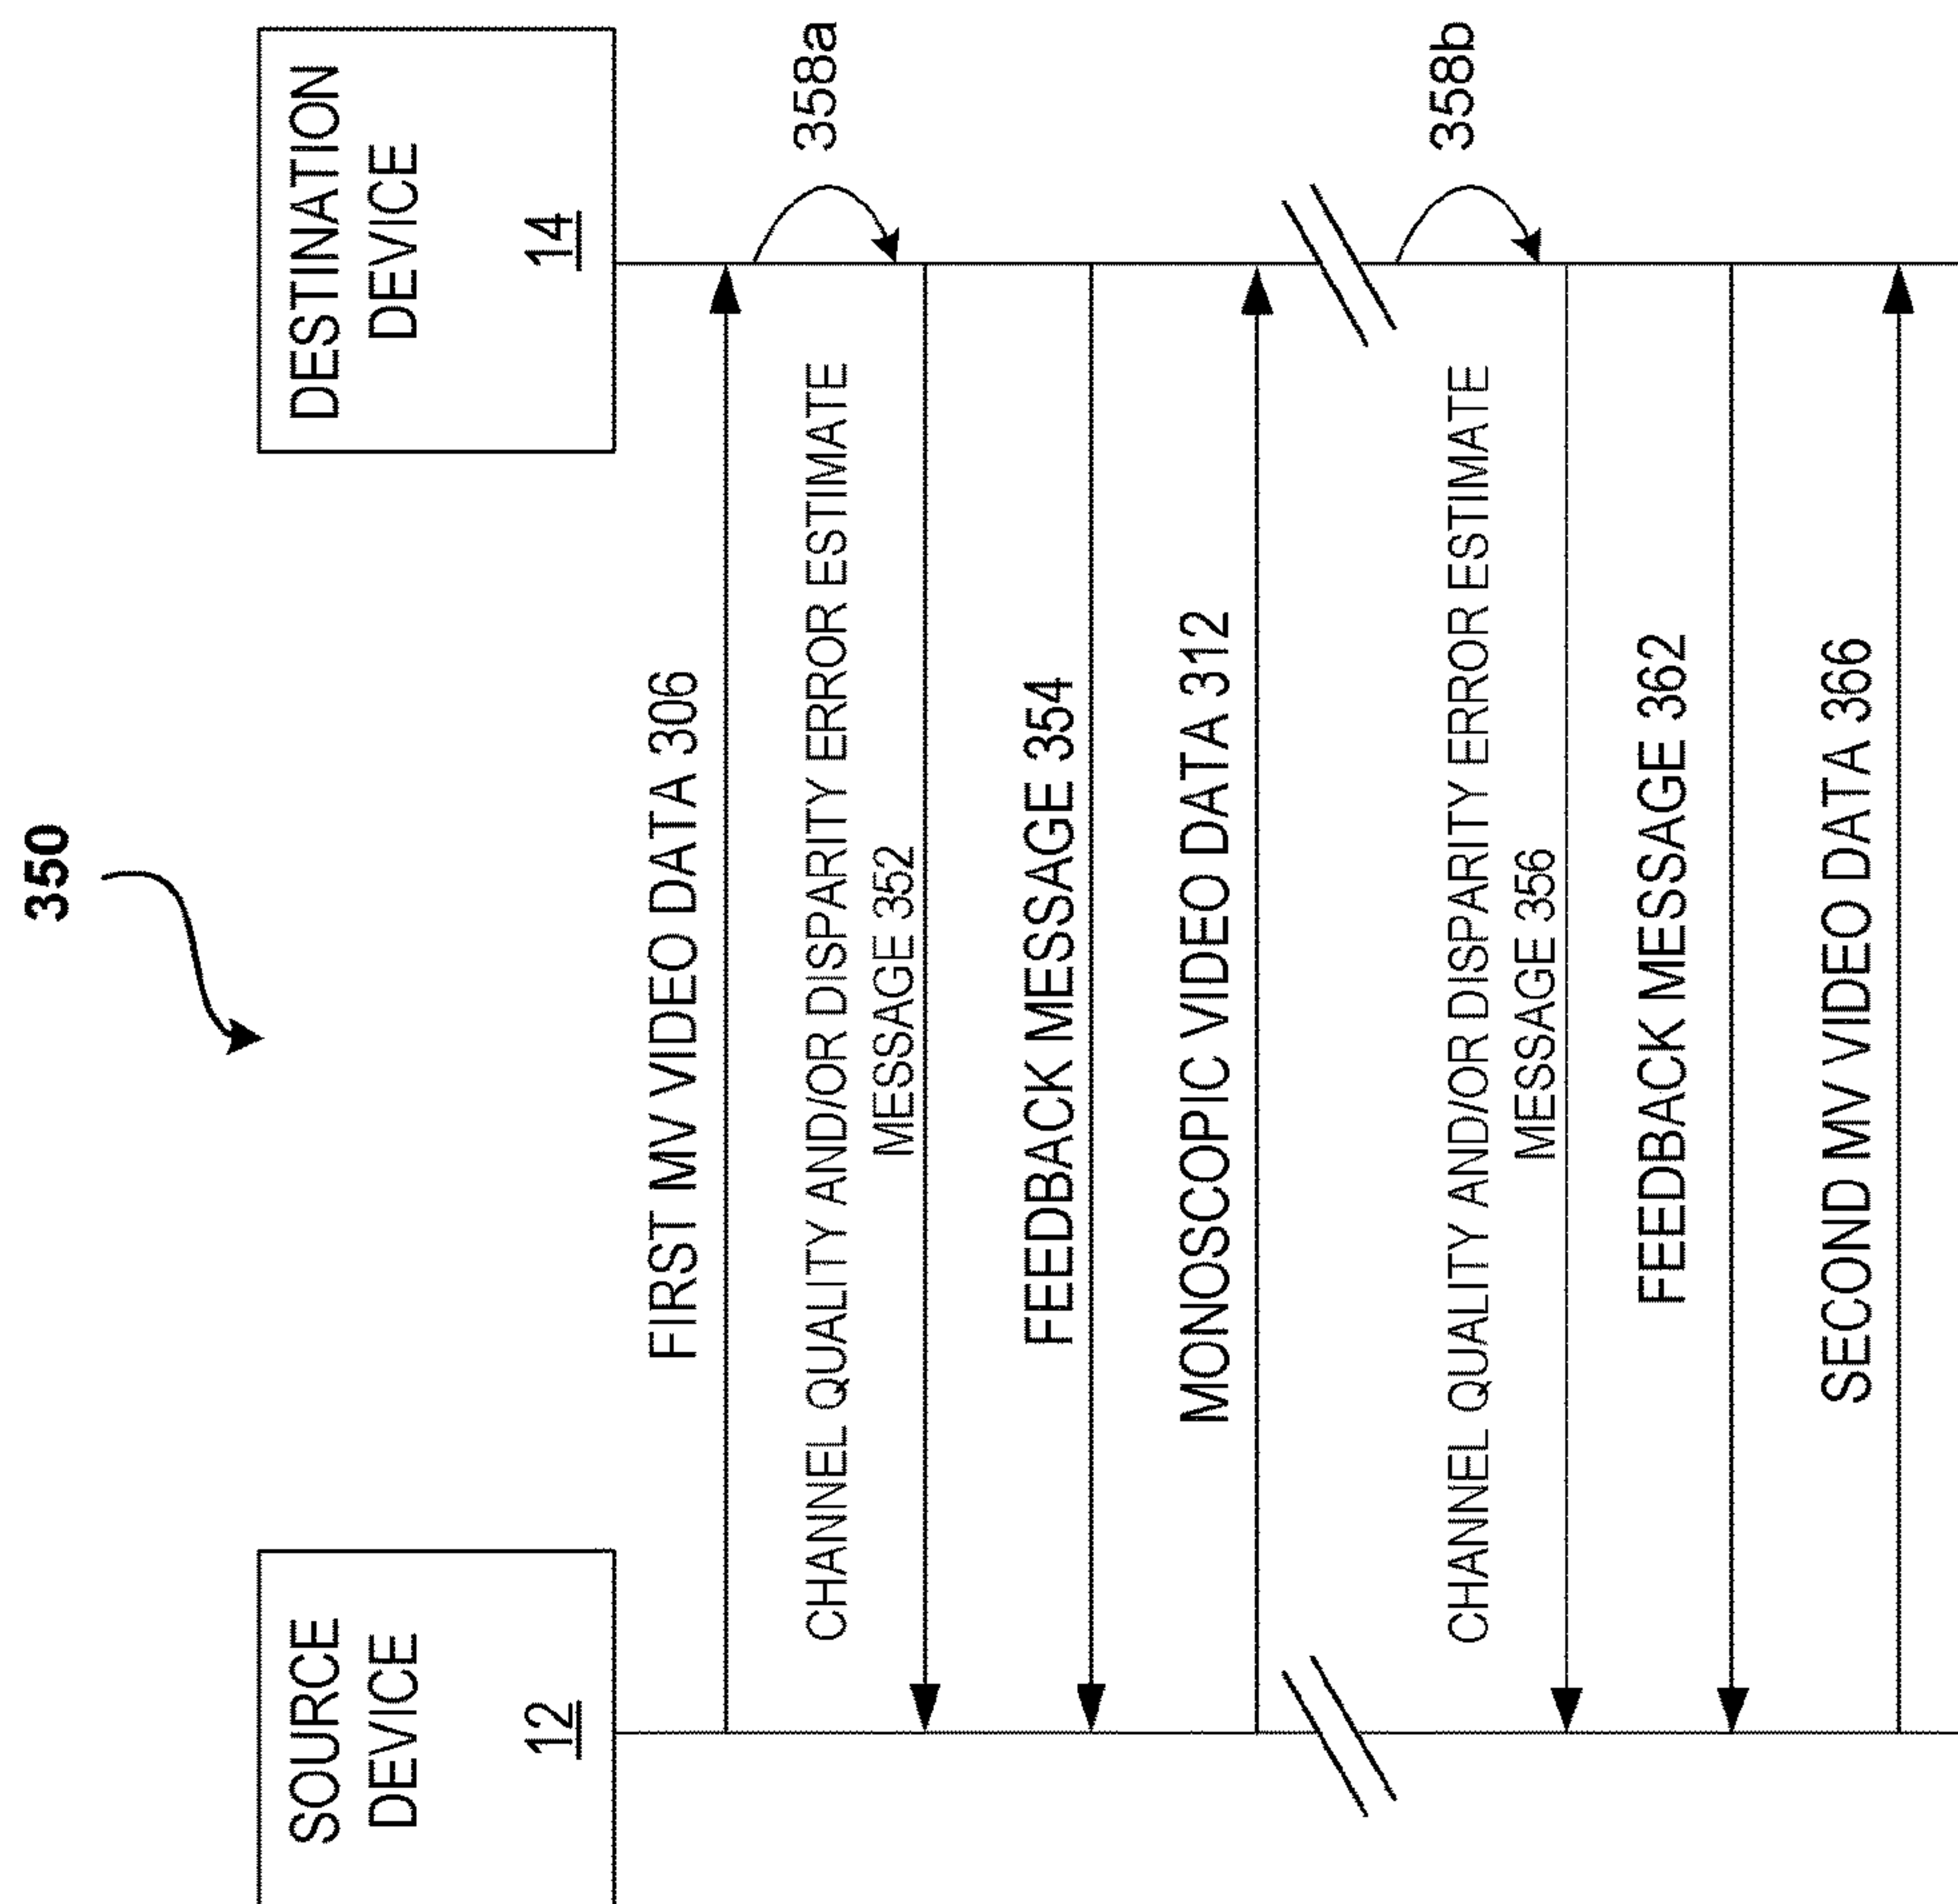 350
SOURCE
DEVICE
12
DESTINATION
DEVICE
14
FIRST MV VIDEO DATA 306
358a
CHANNEL QUALITY AND/OR DISPARITY ERROR ESTIMATE
MESSAGE 352
FEEDBACK MESSAGE 354
MONOSCOPIC VIDEO DATA 312
358b
CHANNEL QUALITY AND/OR DISPARITY ERROR ESTIMATE
MESSAGE 356
FEEDBACK MESSAGE 362
SECOND MV VIDEO DATA 366